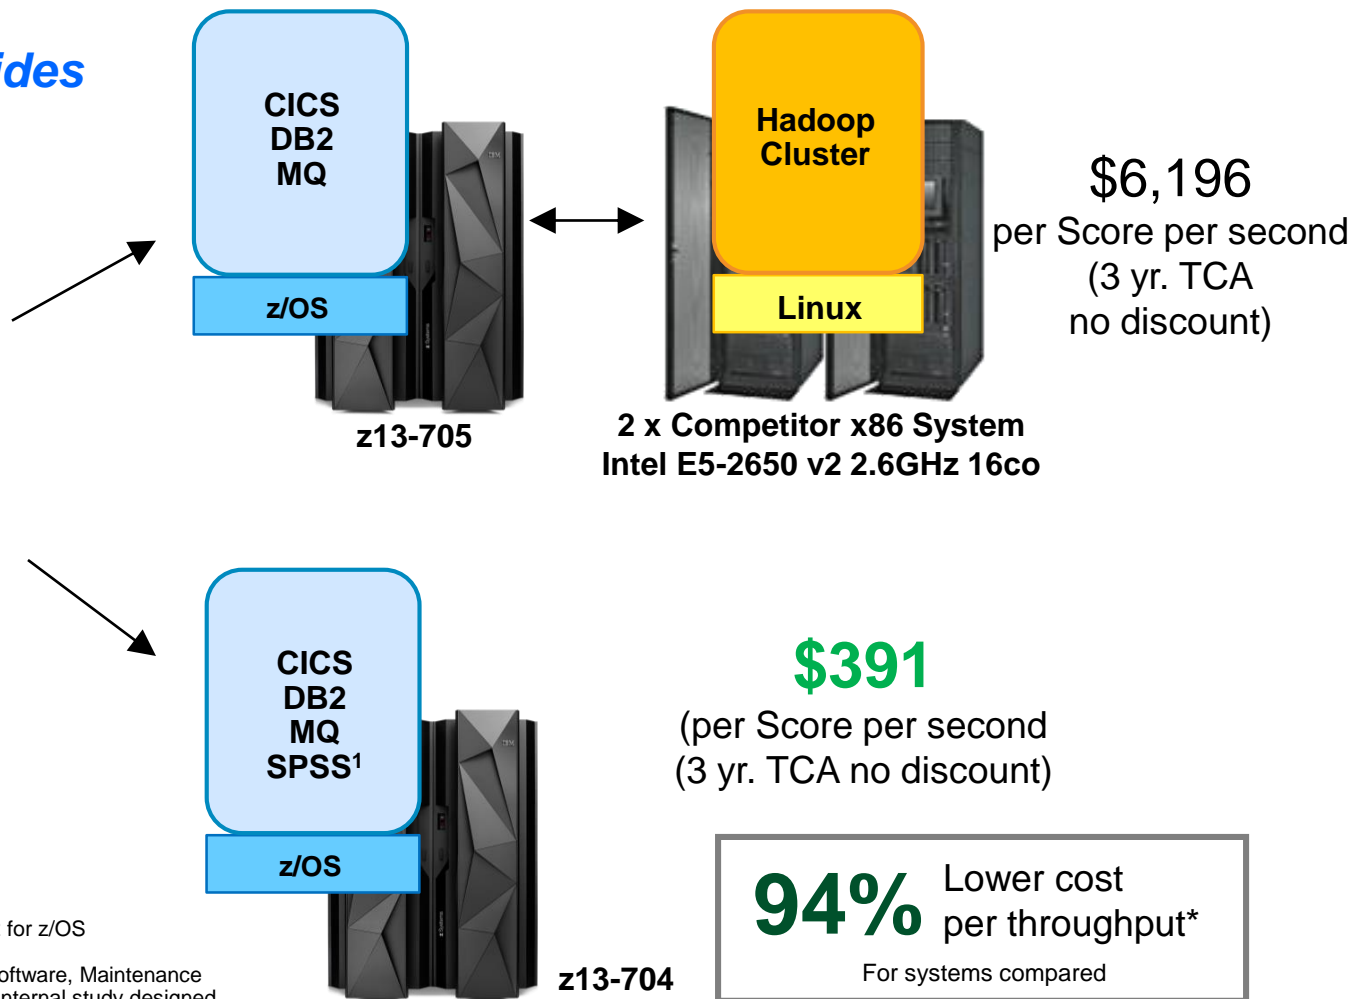 ides
CICS
DB2
MQ
z/OS
z13-705
Hadoop
Cluster
Linux
2 x Competitor x86 System
Intel E5-2650 v2 2.6GHz 16co
$6,196
per Score per second
(3 yr. TCA
no discount)
CICS
DB2
MQ
SPSS¹
z/OS
z13-704
$391
(per Score per second
(3 yr. TCA no discount)
94% Lower cost
per throughput*
For systems compared
for z/OS
oftware, Maintenance
nternal study designed